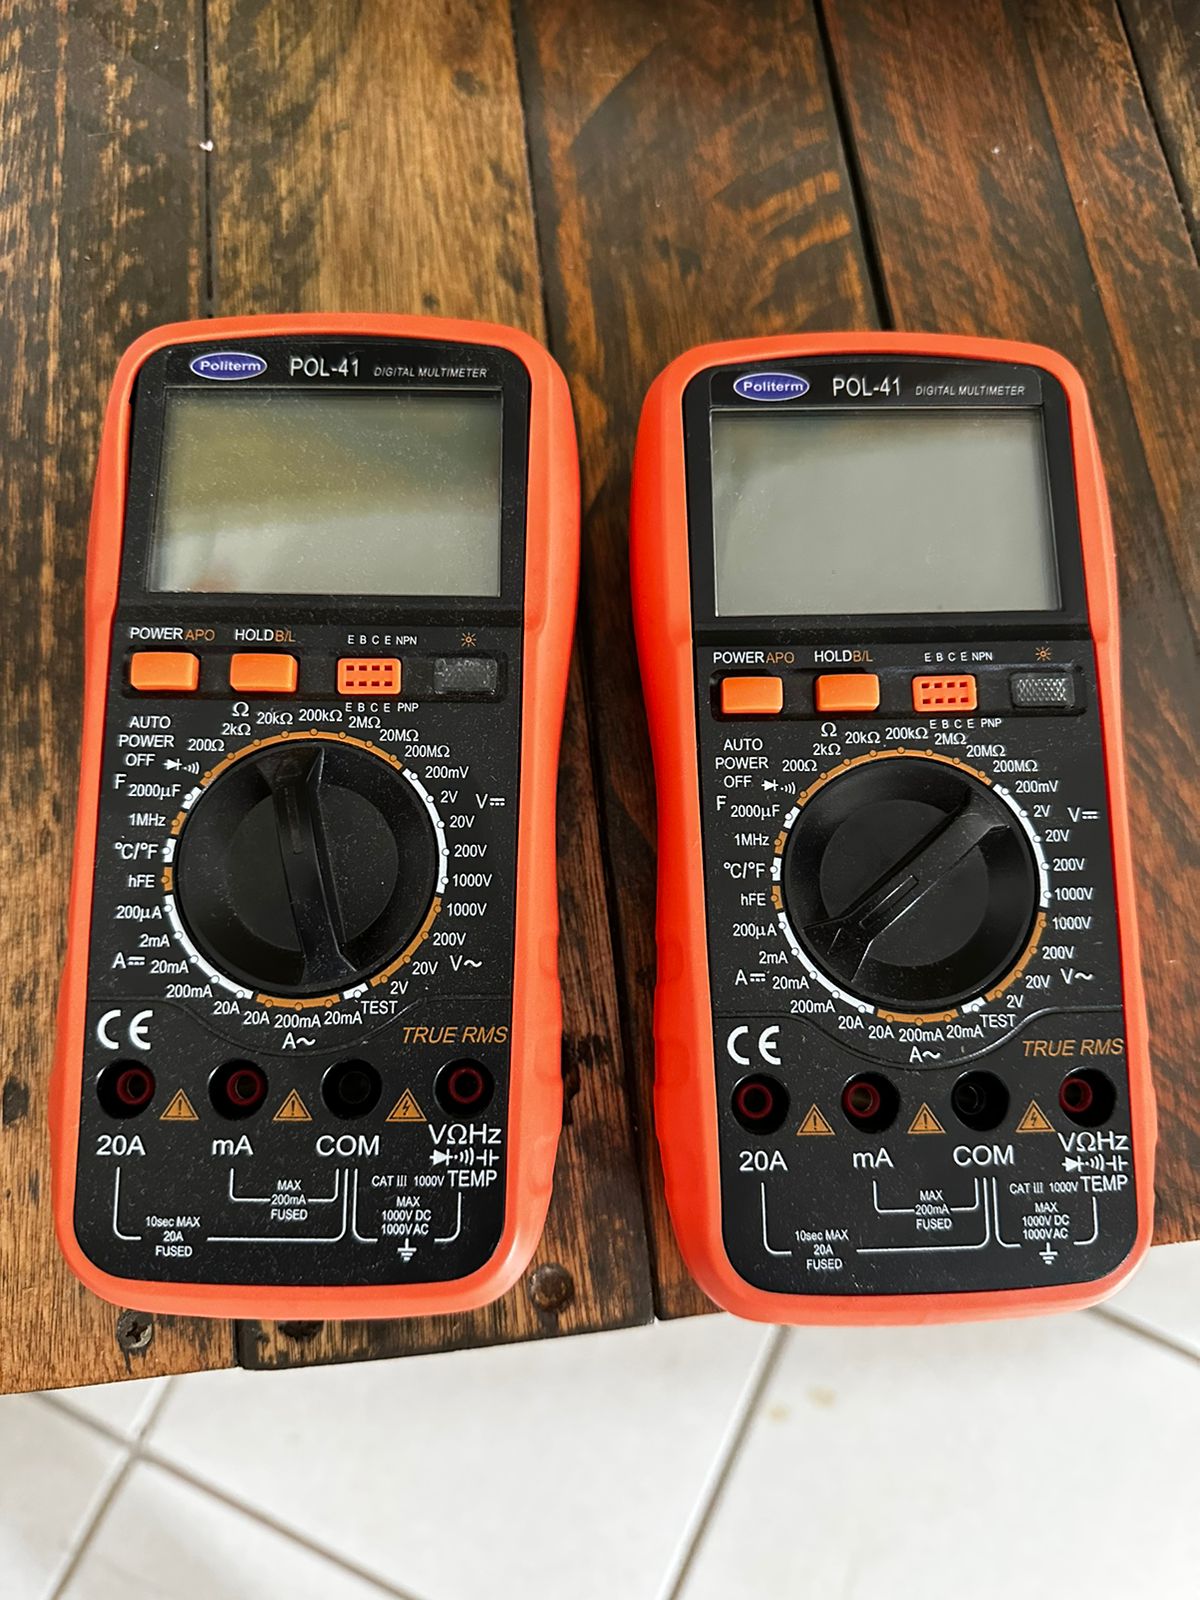 Politerm POL-41 DIGITAL MULTIMETER
POWER APO HOLD B/L E B C E NPN
E B C E PNP
AUTO
POWER
OFF
Ω
200Ω 2kΩ 20kΩ 200kΩ 2MΩ 20MΩ 200MΩ
200mV
2V V⎓
20V
200V
1000V
1000V
200V
20V V~
2V
TEST
F 2000µF
1MHz
°C/°F
hFE
200µA
2mA
A⎓ 20mA
200mA
20A
20A 200mA 20mA
A~
CE TRUE RMS
20A mA COM VΩHz
TEMP
CAT III 1000V
MAX
200mA
FUSED
MAX
1000V DC
1000V AC
10sec MAX
20A
FUSED
Politerm POL-41 DIGITAL MULTIMETER
POWER APO HOLD B/L E B C E NPN
E B C E PNP
AUTO
POWER
OFF
Ω
200Ω 2kΩ 20kΩ 200kΩ 2MΩ 20MΩ 200MΩ
200mV
2V V⎓
20V
200V
1000V
1000V
200V
20V V~
2V
TEST
F 2000µF
1MHz
°C/°F
hFE
200µA
2mA
A⎓ 20mA
200mA
20A
20A 200mA 20mA
A~
CE TRUE RMS
20A mA COM VΩHz
TEMP
CAT III 1000V
MAX
200mA
FUSED
MAX
1000V DC
1000V AC
10sec MAX
20A
FUSED